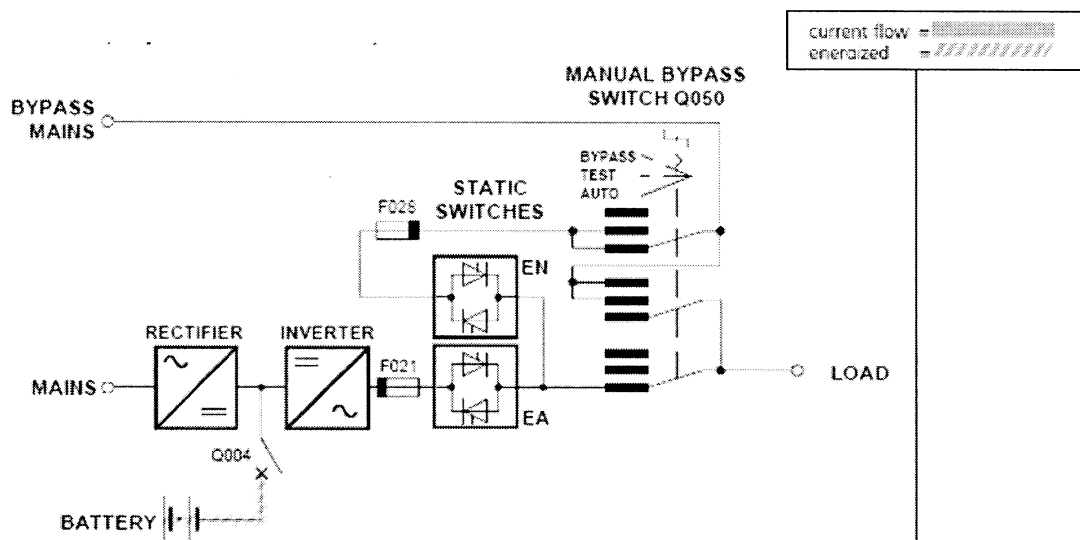 current flow =
eneraized =
MANUAL BYPASS
SWITCH Q050
BYPASS
MAINS
BYPASS
TEST
AUTO
STATIC
SWITCHES
F026
EN
RECTIFIER
INVERTER
F021
MAINS
LOAD
EA
Q004
BATTERY